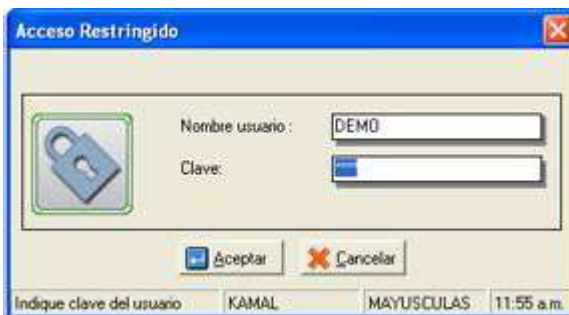 Acceso Restringido
Nombre usuario : DEMO
Clave: ****
Aceptar Cancelar
Indique clave del usuario KAMAL MAYUSCULAS 11:55 a.m.